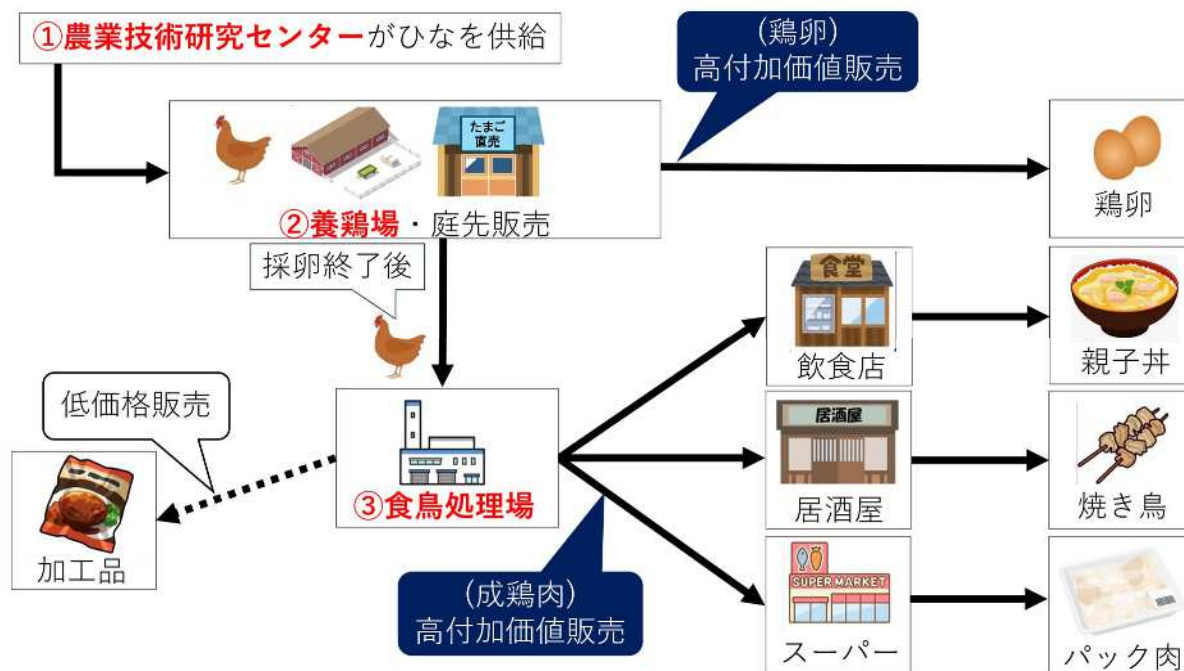 ①農業技術研究センターがひなを供給
(鶏卵)
高付加価値販売
たまご
直売
②養鶏場・庭先販売
鶏卵
採卵終了後
食堂
飲食店
親子丼
低価格販売
居酒屋
居酒屋
焼き鳥
③食鳥処理場
加工品
(成鶏肉)
高付加価値販売
SUPER MARKET
スーパー
パック肉